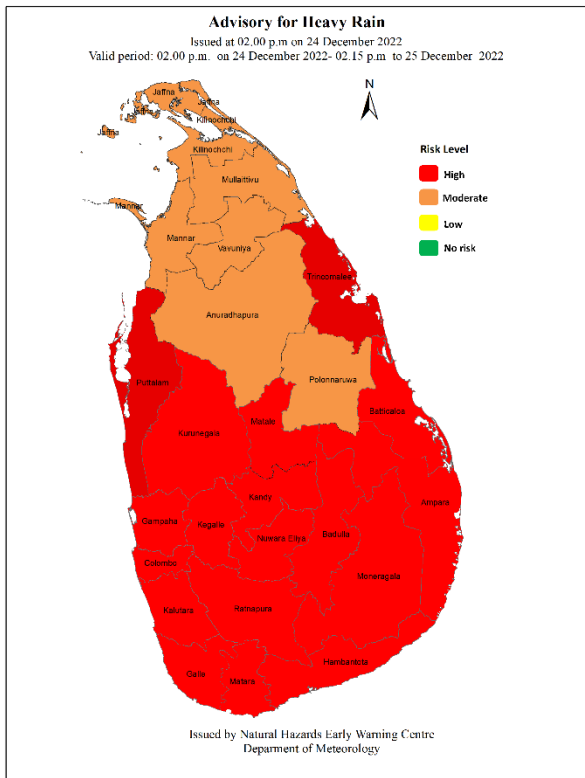 Advisory for Heavy Rain
Issued at 02.00 p.m on 24 December 2022
Valid period: 02.00 p.m. on 24 December 2022- 02.15 p.m to 25 December 2022
N
Jaffna
Jaffna
Jaffna
Kilinochchi
Jaffna
Kilinochchi
Risk Level
High
Mullaittivu
Moderate
Mannar
Low
Mannar
Vavuniya
No risk
Trincomalee
Anuradhapura
Polonnaruwa
Puttalam
Batticaloa
Matale
Kurunegala
Kandy
Ampara
Gampaha
Kegalle
Badulla
Nuwara Eliya
Colombo
Moneragala
Kalutara
Ratnapura
Hambantota
Galle
Matara
Issued by Natural Hazards Early Warning Centre
Deparment of Meteorology